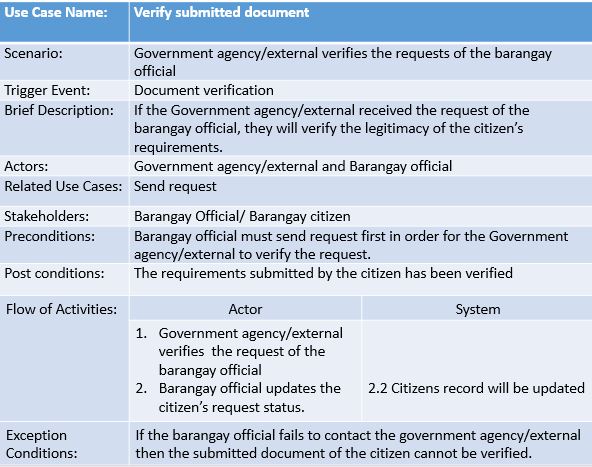 Use Case Name: Verify submitted document
Scenario: Government agency/external verifies the requests of the barangay
official
Trigger Event: Document verification
Brief Description: If the Government agency/external received the request of the
barangay official, they will verify the legitimacy of the citizen's
requirements.
Actors: Government agency/external and Barangay official
Related Use Cases: Send request
Stakeholders: Barangay Official/ Barangay citizen
Preconditions: Barangay official must send request first in order for the Government
agency/external to verify the request.
Post conditions: The requirements submitted by the citizen has been verified
Flow of Activities: Actor System
1. Government agency/external
verifies the request of the
barangay official
2. Barangay official updates the 2.2 Citizens record will be updated
citizen's request status.
Exception If the barangay official fails to contact the government agency/external
Conditions: then the submitted document of the citizen cannot be verified.